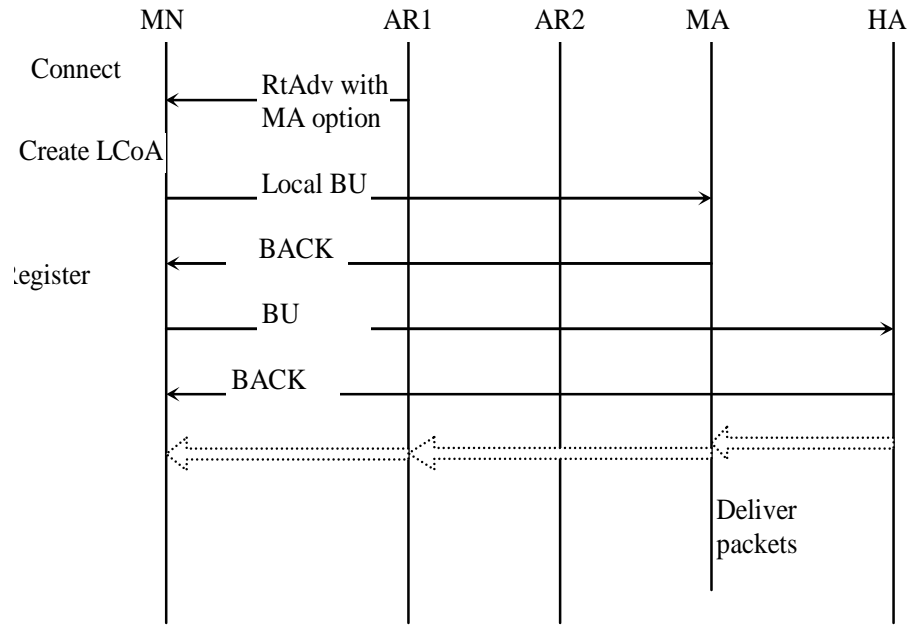 MN AR1 AR2 MA HA
Connect
RtAdv with
MA option
Create LCoA
Local BU
BACK
Register
BU
BACK
Deliver
packets